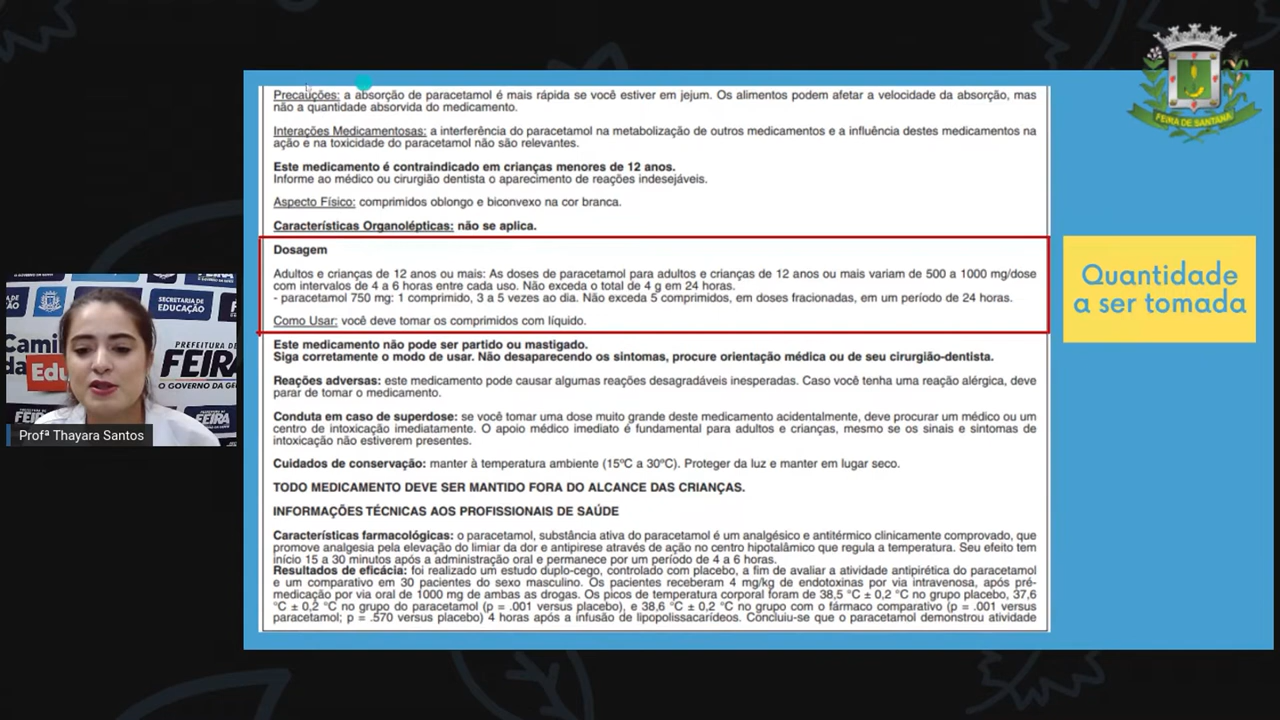 Precauções: a absorção de paracetamol é mais rápida se você estiver em jejum. Os alimentos podem afetar a velocidade da absorção, mas
não a quantidade absorvida do medicamento.
Interações Medicamentosas: a interferência do paracetamol na metabolização de outros medicamentos e a influência destes medicamentos na
ação e na toxicidade do paracetamol não são relevantes.
Este medicamento é contraindicado em crianças menores de 12 anos.
Informe ao médico ou cirurgião dentista o aparecimento de reações indesejáveis.
Aspecto Físico: comprimidos oblongo e biconvexo na cor branca.
Características Organolépticas: não se aplica.
Dosagem
Adultos e crianças de 12 anos ou mais: As doses de paracetamol para adultos e crianças de 12 anos ou mais variam de 500 a 1000 mg/dose
com intervalos de 4 a 6 horas entre cada uso. Não exceda o total de 4 g em 24 horas.
- paracetamol 750 mg: 1 comprimido, 3 a 5 vezes ao dia. Não exceda 5 comprimidos, em doses fracionadas, em um período de 24 horas.
Como Usar: você deve tomar os comprimidos com líquido.
Este medicamento não pode ser partido ou mastigado.
Siga corretamente o modo de usar. Não desaparecendo os sintomas, procure orientação médica ou de seu cirurgião-dentista.
Reações adversas: este medicamento pode causar algumas reações desagradáveis inesperadas. Caso você tenha uma reação alérgica, deve
parar de tomar o medicamento.
Conduta em caso de superdose: se você tomar uma dose muito grande deste medicamento acidentalmente, deve procurar um médico ou um
centro de intoxicação imediatamente. O apoio médico imediato é fundamental para adultos e crianças, mesmo se os sinais e sintomas de
intoxicação não estiverem presentes.
Cuidados de conservação: manter à temperatura ambiente (15ºC a 30ºC). Proteger da luz e manter em lugar seco.
TODO MEDICAMENTO DEVE SER MANTIDO FORA DO ALCANCE DAS CRIANÇAS.
INFORMAÇÕES TÉCNICAS AOS PROFISSIONAIS DE SAÚDE
Características farmacológicas: o paracetamol, substância ativa do paracetamol é um analgésico e antitérmico clinicamente comprovado, que
promove analgesia pela elevação do limiar da dor e antipirese através de ação no centro hipotalâmico que regula a temperatura. Seu efeito tem
início 15 a 30 minutos após a administração oral e permanece por um período de 4 a 6 horas.
Resultados de eficácia: foi realizado um estudo duplo-cego, controlado com placebo, a fim de avaliar a atividade antipirética do paracetamol
e um comparativo em 30 pacientes do sexo masculino. Os pacientes receberam 4 mg/kg de endotoxinas por via intravenosa, após pré-
medicação por via oral de 1000 mg de ambas as drogas. Os picos de temperatura corporal foram de 38,5 °C ± 0,2 °C no grupo placebo, 37,6
°C ± 0,2 °C no grupo do paracetamol (p = .001 versus placebo), e 38,6 °C ± 0,2 °C no grupo com o fármaco comparativo (p = .001 versus
paracetamol; p = .570 versus placebo) 4 horas após a infusão de lipopolissacarídeos. Concluiu-se que o paracetamol demonstrou atividade
Quantidade
a ser tomada
FEIRA DE SANTANA
SECRETARIA DE
EDUCAÇÃO
PREFEITURA DE
FEIRA
O GOVERNO DA
Cami
da
Edu
Profª Thayara Santos